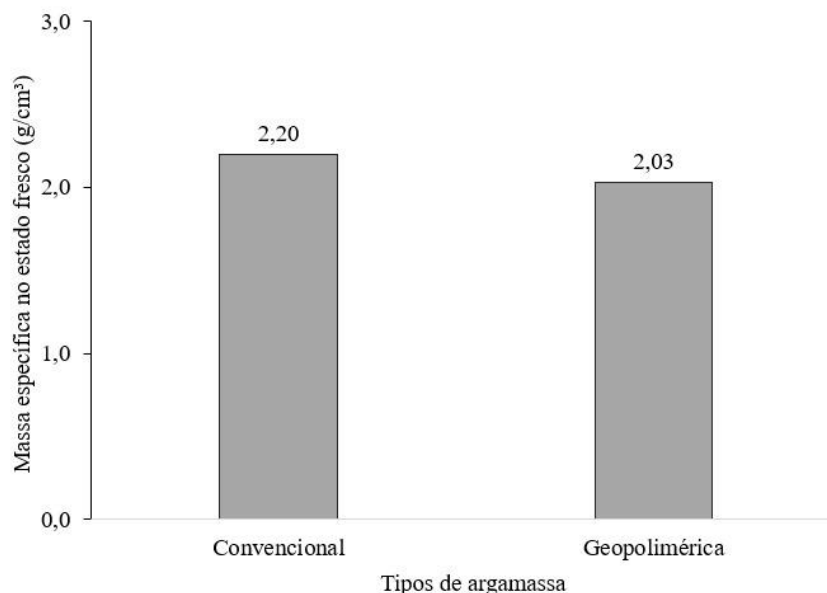 Massa específica no estado fresco (g/cm³)
3,0
2,0
1,0
0,0
2,20
2,03
Convencional
Geopolimérica
Tipos de argamassa